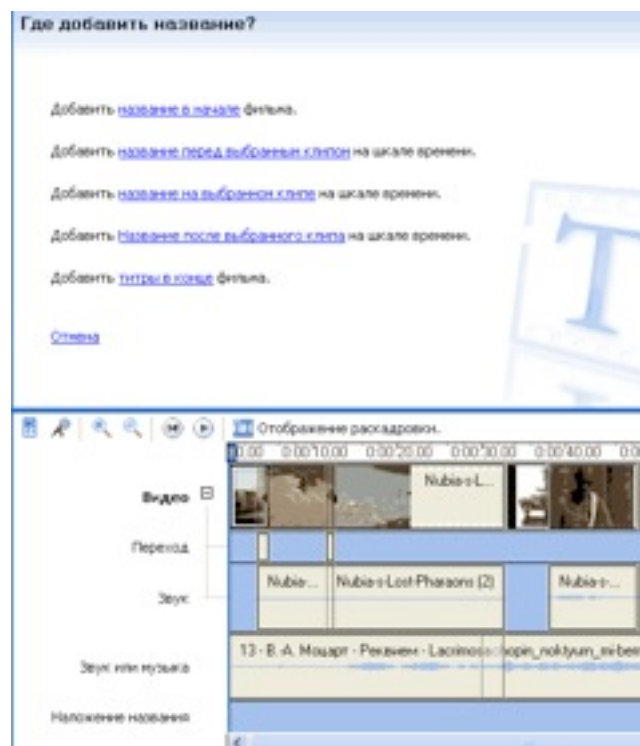 Где добавить название?
Добавить название в начале фильма.
Добавить название перед выбранным клипом на шкале времени.
Добавить название на выбранном клипе на шкале времени.
Добавить Название после выбранного клипа на шкале времени.
Добавить титры в конце фильма.
Отмена
Отображение раскадровки.
0:00'10,00 0:00'20,00 0:00'30,00 0:00'40,00
Видео
Nubia-s-L...
Переход
Звук
Nubia-... Nubia-s-Lost-Pharaons (2) Nubia-s-...
Звук или музыка
13 - В. А. Моцарт - Реквием - Lacrimosa
Наложение названия
T